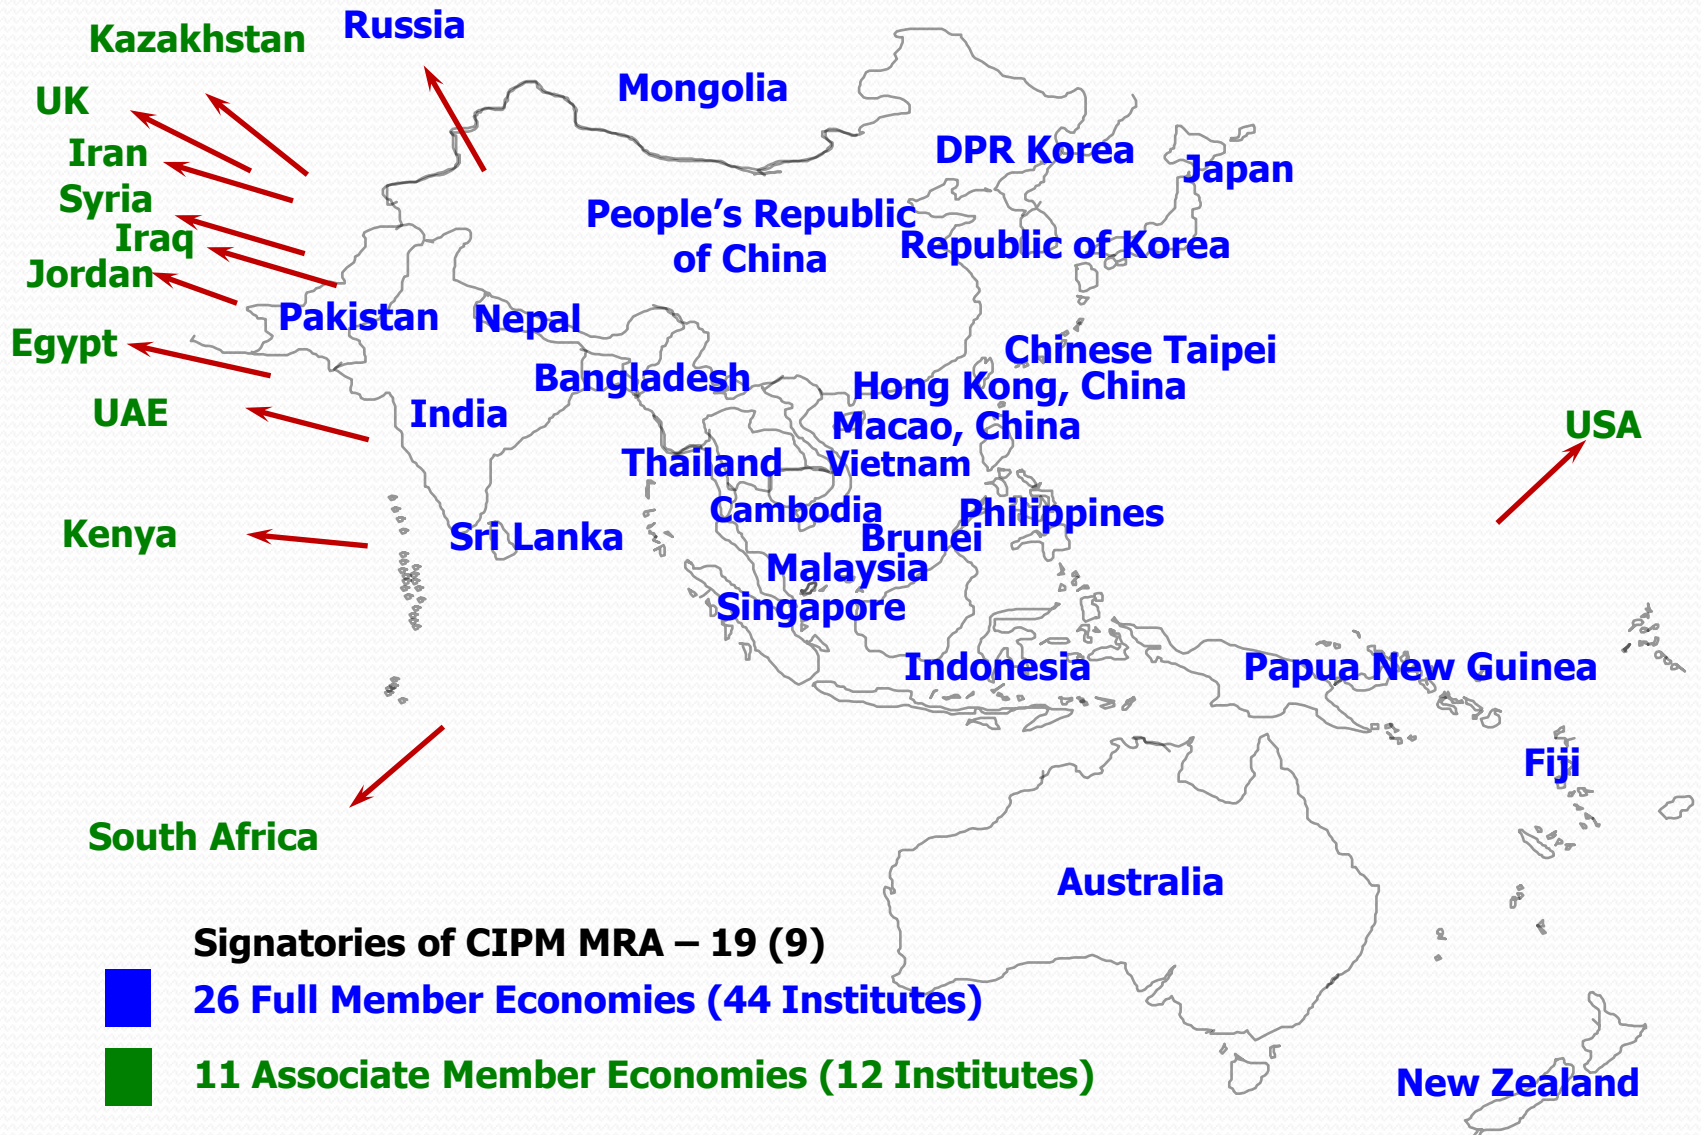 Kazakhstan
Russia
UK
Mongolia
Iran
DPR Korea
Japan
Syria
People’s Republic
of China
Iraq
Republic of Korea
Jordan
Pakistan
Nepal
Egypt
Chinese Taipei
Bangladesh
Hong Kong, China
UAE
India
Macao, China
USA
Thailand
Vietnam
Cambodia
Philippines
Kenya
Sri Lanka
Brunei
Malaysia
Singapore
Indonesia
Papua New Guinea
Fiji
South Africa
Australia
Signatories of CIPM MRA – 19 (9)
26 Full Member Economies (44 Institutes)
11 Associate Member Economies (12 Institutes)
New Zealand